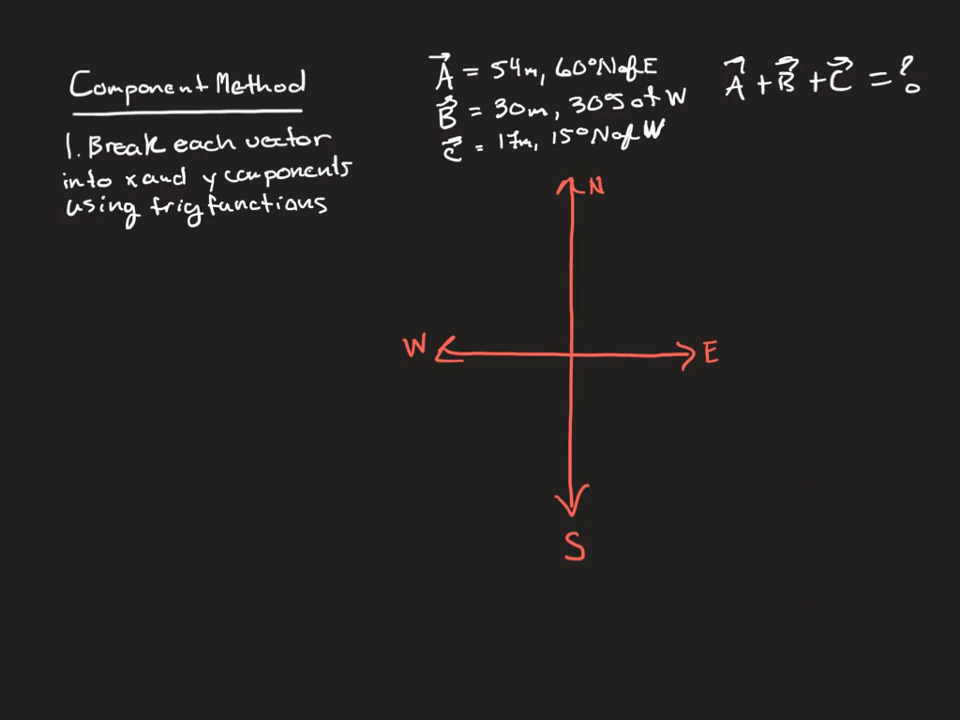 Component Method
1. Break each vector
into x and y components
using trig functions
A⃗ = 54m, 60° N of E
B⃗ = 30m, 30° S of W
C⃗ = 17m, 15° N of W
A⃗ + B⃗ + C⃗ = ?
N
W
E
S